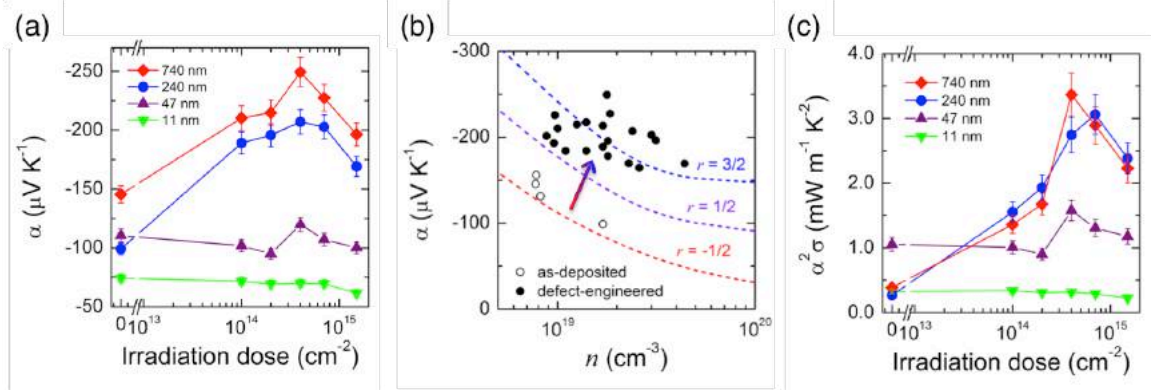 (a)
-250
-200
-150
-100
-50
α (μV K⁻¹)
740 nm
240 nm
47 nm
11 nm
0 10¹³ 10¹⁴ 10¹⁵
Irradiation dose (cm⁻²)
(b)
-300
-200
-100
0
α (μV K⁻¹)
r = 3/2
r = 1/2
r = -1/2
as-deposited
defect-engineered
10¹⁹ 10²⁰
n (cm⁻³)
(c)
4.0
3.0
2.0
1.0
0.0
α² σ (mW m⁻¹ K⁻²)
740 nm
240 nm
47 nm
11 nm
0 10¹³ 10¹⁴ 10¹⁵
Irradiation dose (cm⁻²)